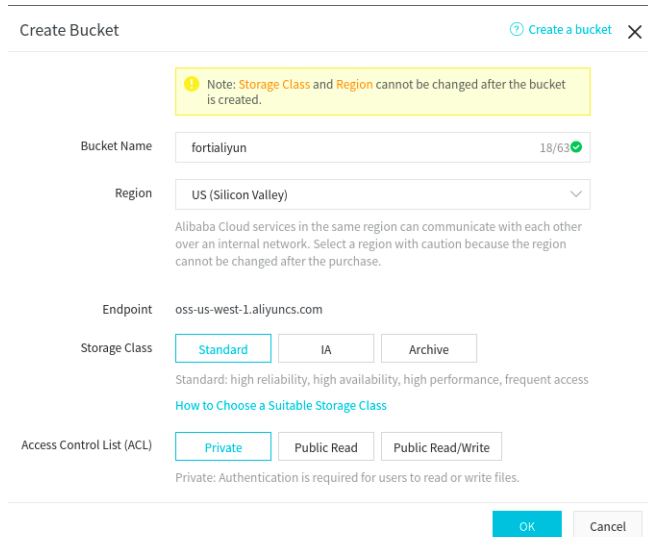 Create Bucket
? Create a bucket
! Note: Storage Class and Region cannot be changed after the bucket
is created.
Bucket Name
fortialiyun
18/63
Region
US (Silicon Valley)
Alibaba Cloud services in the same region can communicate with each other
over an internal network. Select a region with caution because the region
cannot be changed after the purchase.
Endpoint
oss-us-west-1.aliyuncs.com
Storage Class
Standard
IA
Archive
Standard: high reliability, high availability, high performance, frequent access
How to Choose a Suitable Storage Class
Access Control List (ACL)
Private
Public Read
Public Read/Write
Private: Authentication is required for users to read or write files.
OK
Cancel